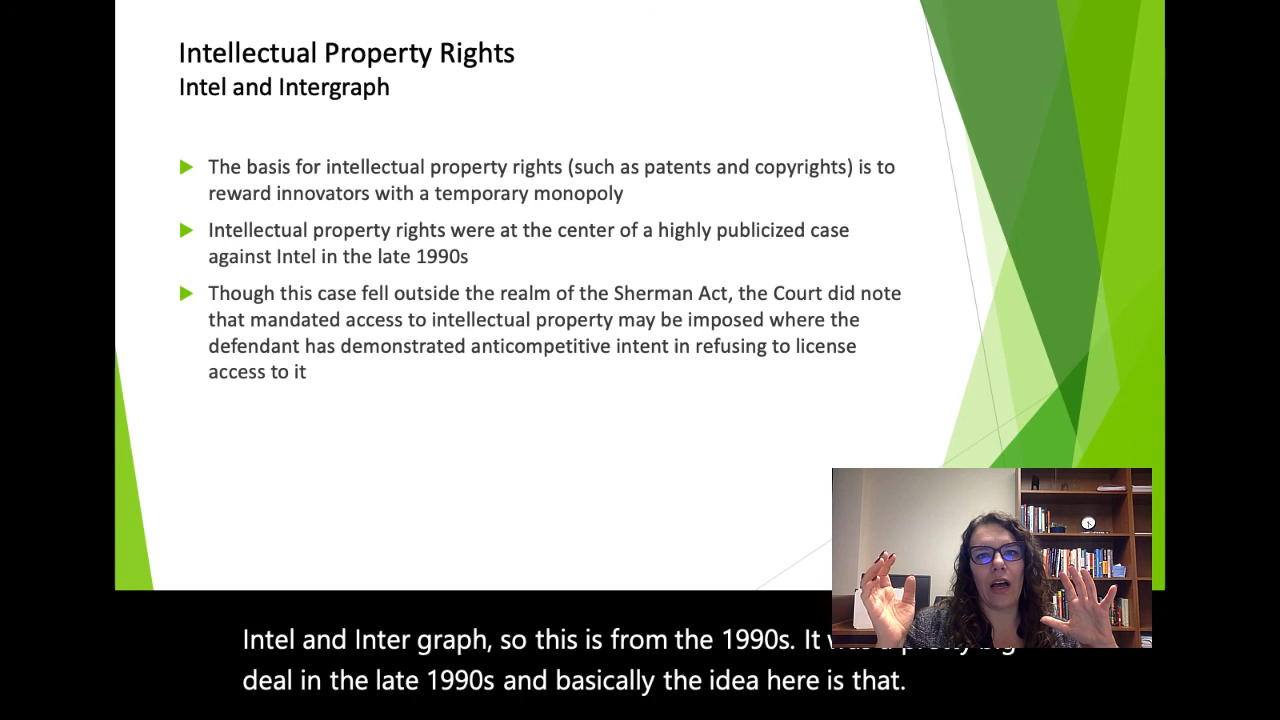 Intellectual Property Rights
Intel and Intergraph
The basis for intellectual property rights (such as patents and copyrights) is to
reward innovators with a temporary monopoly
Intellectual property rights were at the center of a highly publicized case
against Intel in the late 1990s
Though this case fell outside the realm of the Sherman Act, the Court did note
that mandated access to intellectual property may be imposed where the
defendant has demonstrated anticompetitive intent in refusing to license
access to it
Intel and Inter graph, so this is from the 1990s. It was a pretty big
deal in the late 1990s and basically the idea here is that.